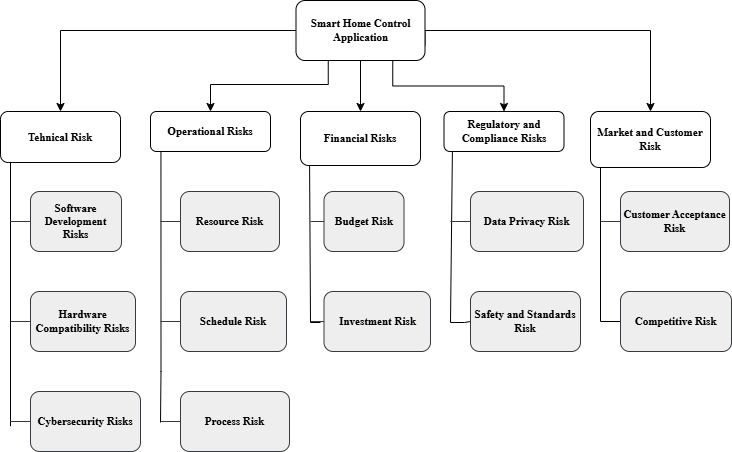 Smart Home Control
Application
Tehnical Risk
Operational Risks
Financial Risks
Regulatory and
Compliance Risks
Market and Customer
Risk
Software
Development
Risks
Resource Risk
Budget Risk
Data Privacy Risk
Customer Acceptance
Risk
Hardware
Compatibility Risks
Schedule Risk
Investment Risk
Safety and Standards
Risk
Competitive Risk
Cybersecurity Risks
Process Risk